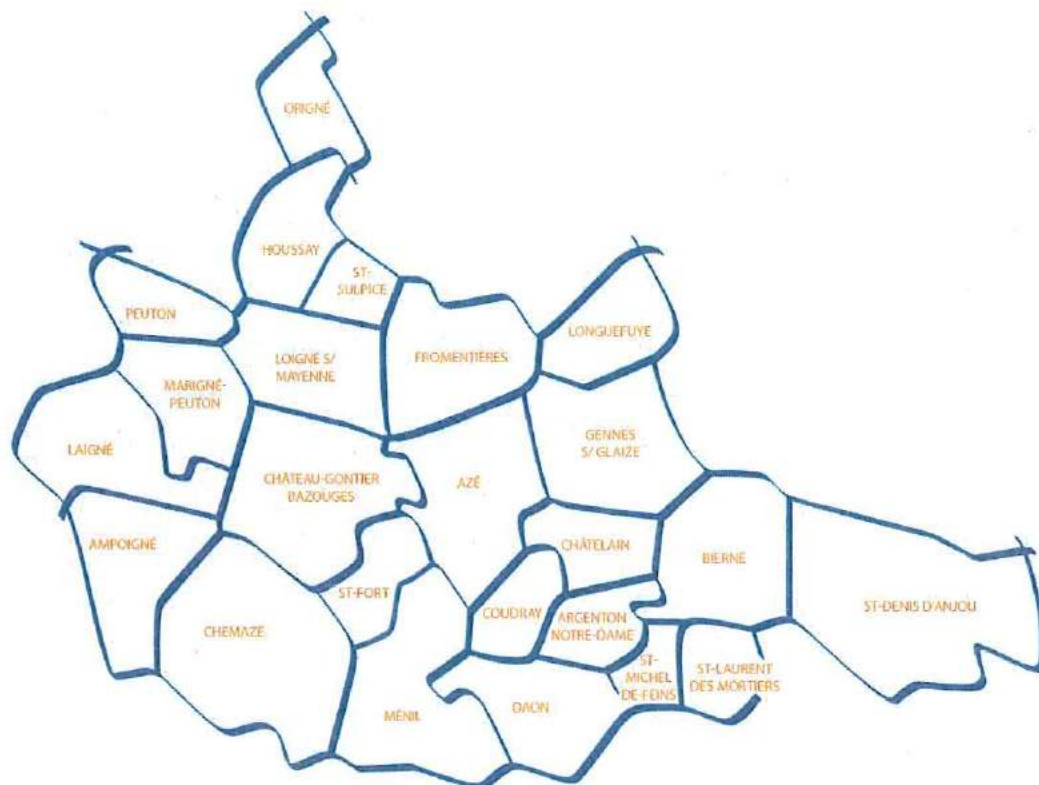 ORIGNÉ
HOUSSAY
ST-
SULPICE
PEUTON
LONGUEFUYE
LOIGNÉ S/
MAYENNE
FROMENTIÈRES
MARIGNÉ-
PEUTON
LAIGNÉ
GENNES
S/ GLAIZE
CHÂTEAU-GONTIER
BAZOUGES
AZÉ
AMPOIGNÉ
CHÂTELAIN
BIERNÉ
ST-FORT
COUDRAY
ARGENTON
NOTRE-DAME
ST-DENIS D'ANJOU
CHEMAZÉ
ST-
MICHEL
DE-FEINS
ST-LAURENT
DES MORTIERS
MÉNIL
DAON